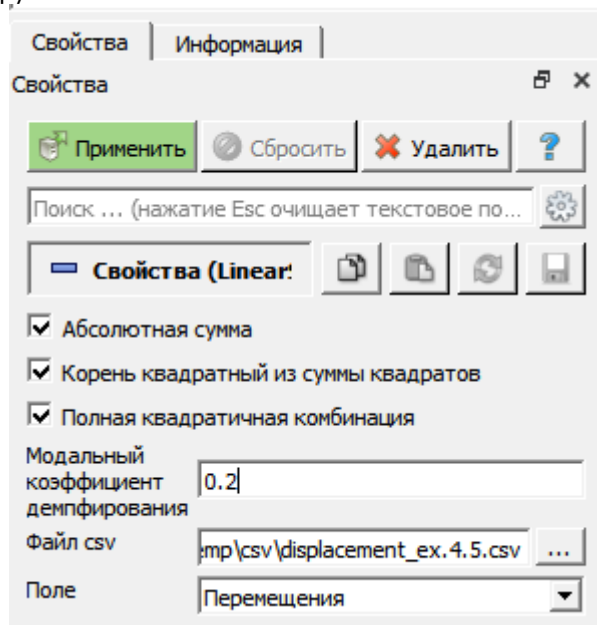 Свойства Информация
Свойства
Применить Сбросить Удалить ?
Поиск ... (нажатие Esc очищает текстовое по...
Свойства (Linear
Абсолютная сумма
Корень квадратный из суммы квадратов
Полная квадратичная комбинация
Модальный
коэффициент
демпфирования
0.2
Файл csv emp\csv\displacement_ex.4.5.csv ...
Поле Перемещения